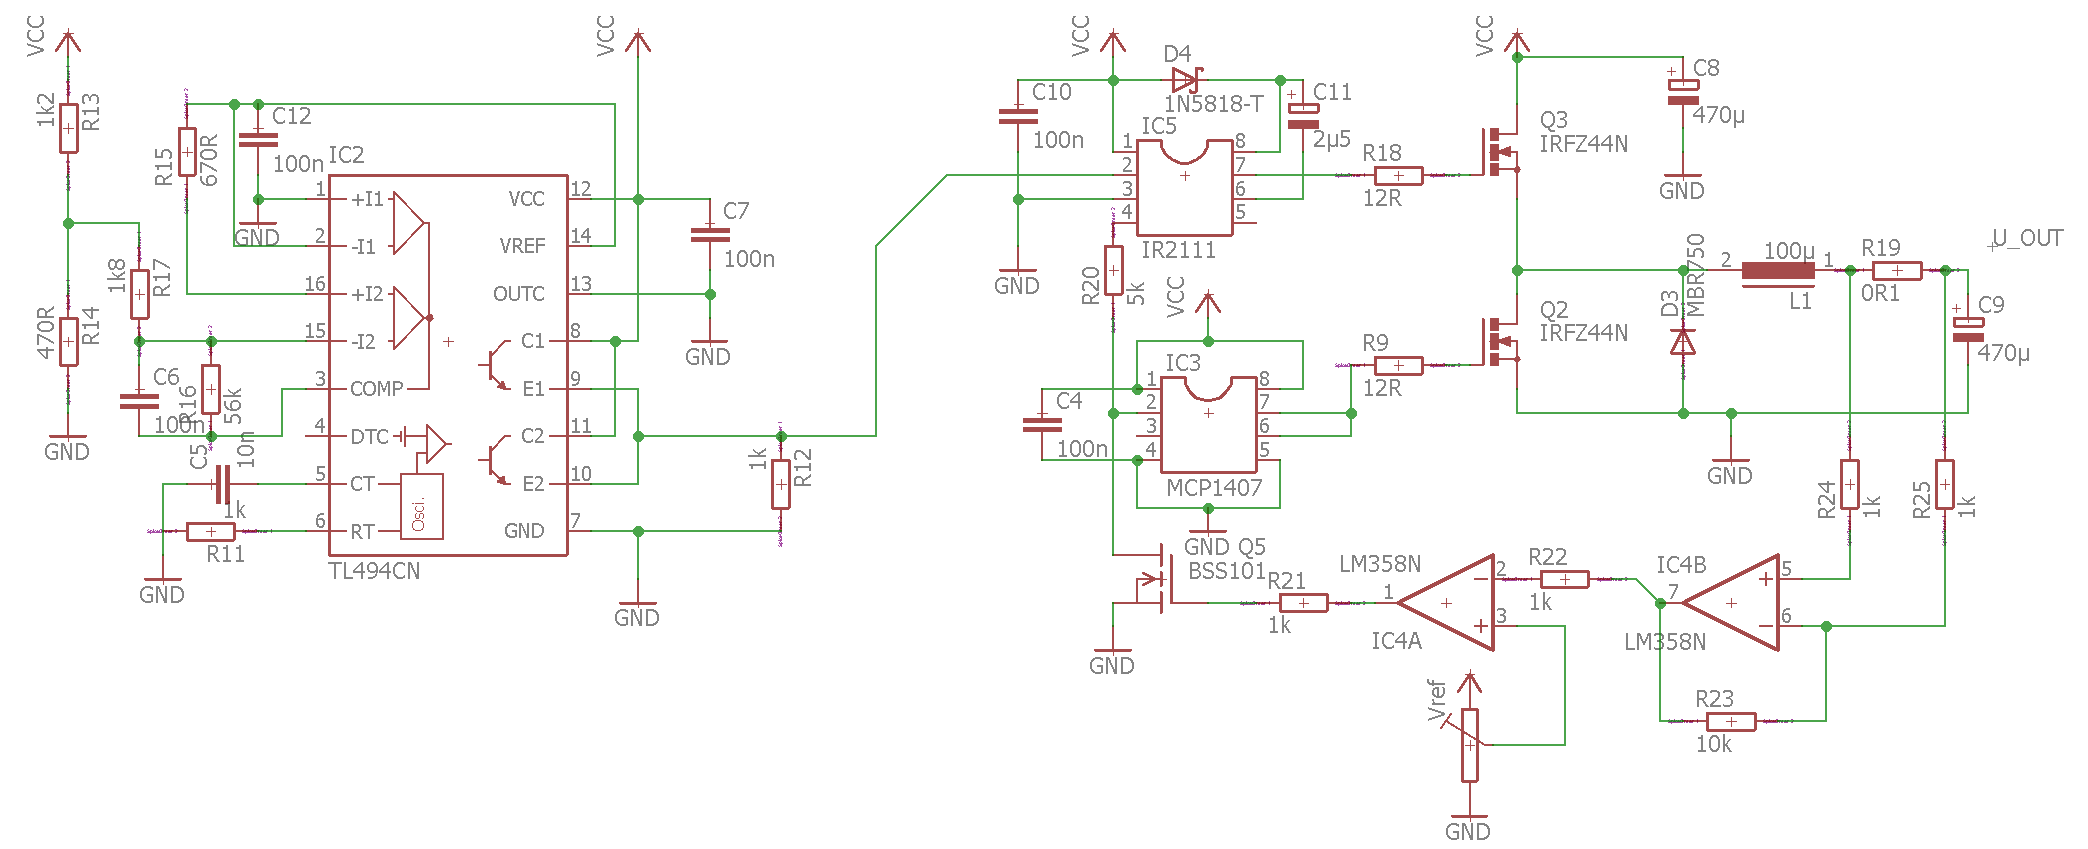 VCC
1k2
R13
R15
670R
C12
100n
GND
1k8
R17
470R
R14
GND
C6
100n
R16
56k
C5
10n
1k
R11
GND
IC2
1
+I1
2
-I1
16
+I2
15
-I2
3
COMP
4
DTC
5
CT
6
RT
Osci.
VCC
12
VREF
14
OUTC
13
C1
8
E1
9
C2
11
E2
10
GND
7
TL494CN
VCC
C7
100n
GND
1k
R12
GND
VCC
D4
1N5818-T
C10
100n
GND
C11
2µ5
IC5
1
2
3
4
8
7
6
5
IR2111
R18
12R
R20
5k
VCC
IC3
1
2
3
4
8
7
6
5
MCP1407
C4
100n
GND
R9
12R
VCC
C8
470µ
GND
Q3
IRFZ44N
Q2
IRFZ44N
D3
MBR750
2
100µ
1
L1
R19
0R1
U_OUT
C9
470µ
GND
R24
1k
R25
1k
Q5
BSS101
GND
R21
1k
LM358N
1
2
3
IC4A
R22
1k
IC4B
7
5
6
LM358N
R23
10k
Vref
GND